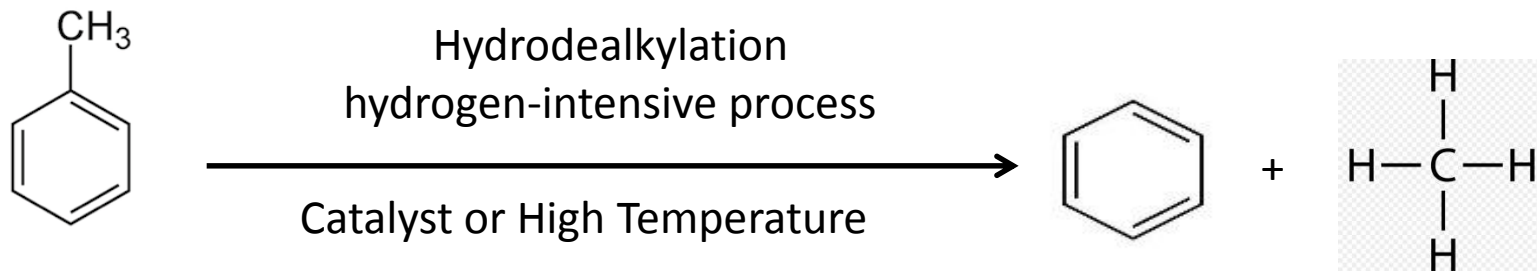 CH3
Hydrodealkylation
hydrogen-intensive process
Catalyst or High Temperature
+
H
H—C—H
H